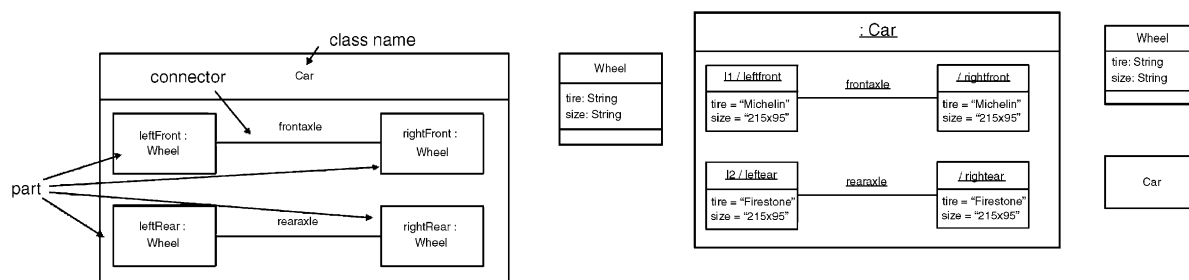 class name
Car
connector
leftFront :
Wheel
frontaxle
rightFront :
Wheel
part
leftRear :
Wheel
rearaxle
rightRear :
Wheel
Wheel
tire: String
size: String
: Car
l1 / leftfront
tire = “Michelin”
size = “215x95”
frontaxle
/ rightfront
tire = “Michelin”
size = “215x95”
l2 / leftear
tire = “Firestone”
size = “215x95”
rearaxle
/ rightear
tire = “Firestone”
size = “215x95”
Wheel
tire: String
size: String
Car